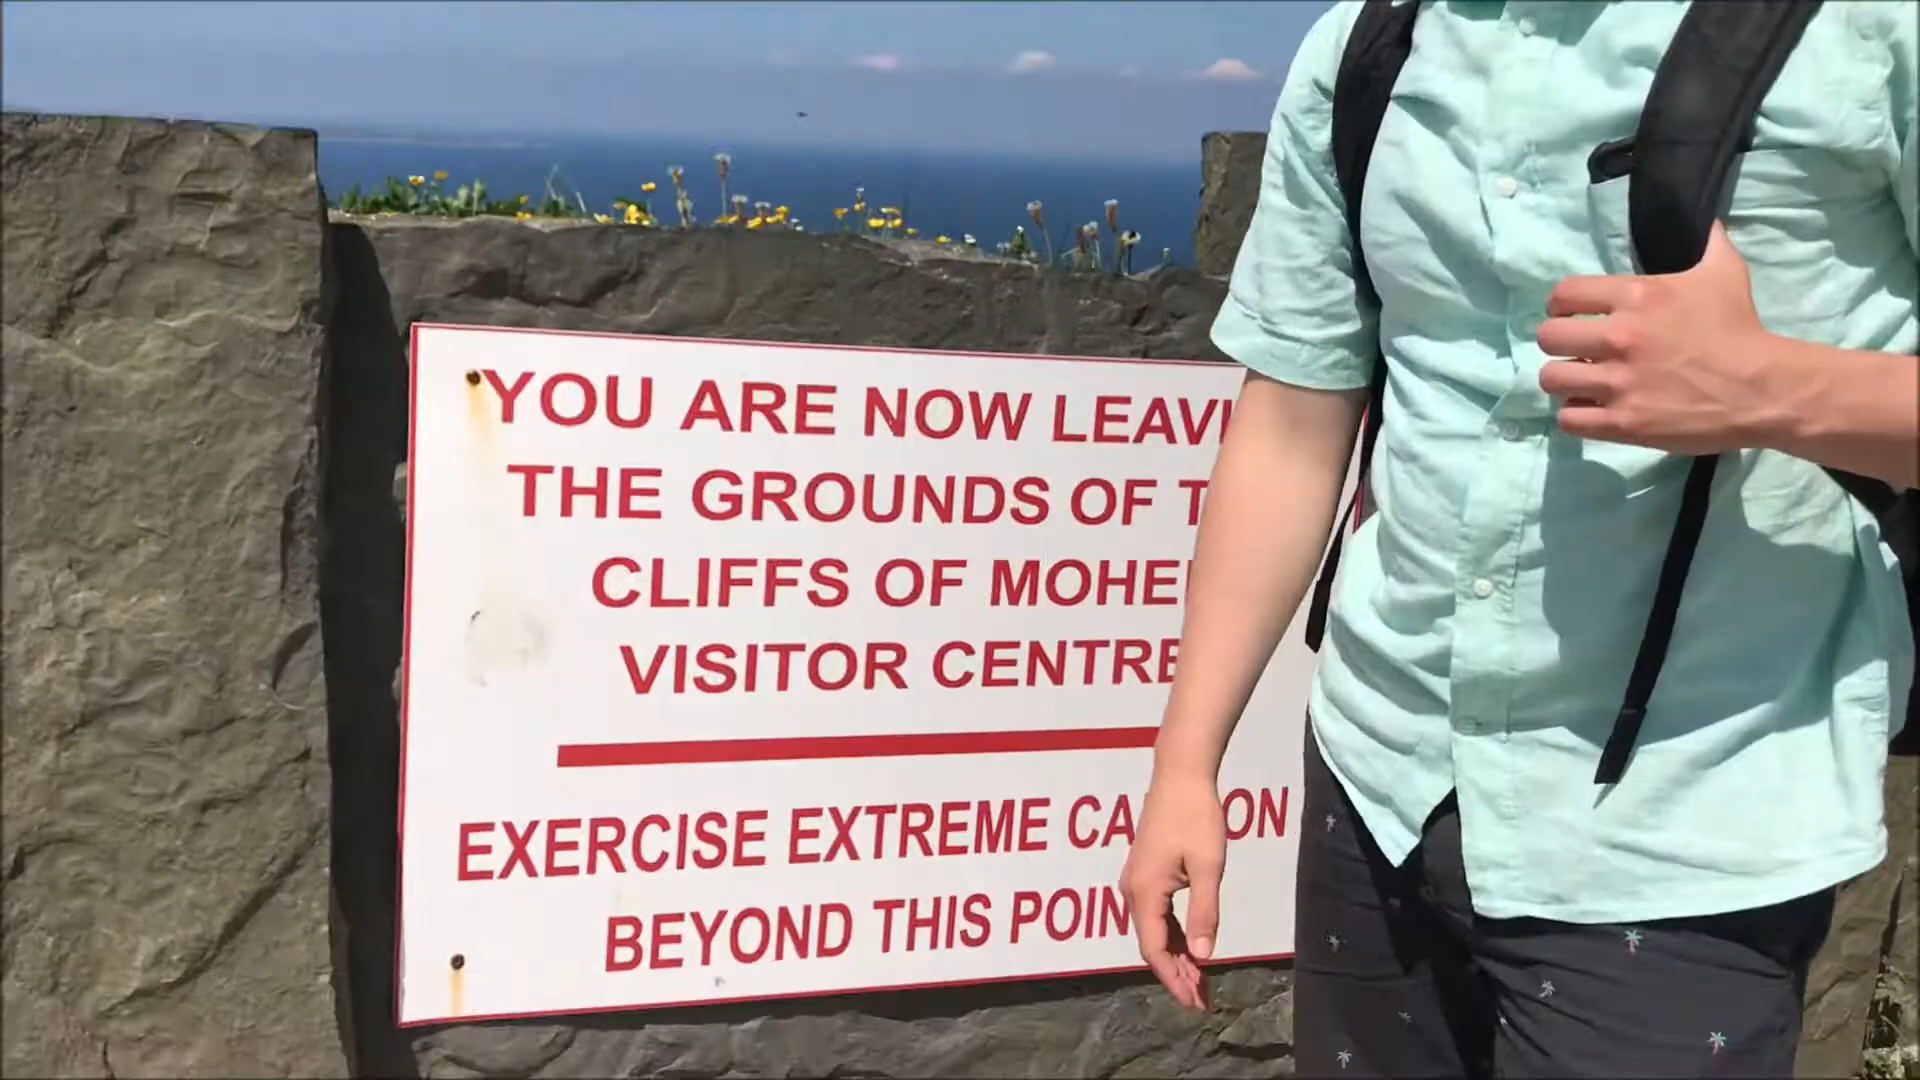 YOU ARE NOW
THE GROUNDS OF
CLIFFS OF
VISITOR CENTRE
EXERCISE EXTREME
BEYOND THIS